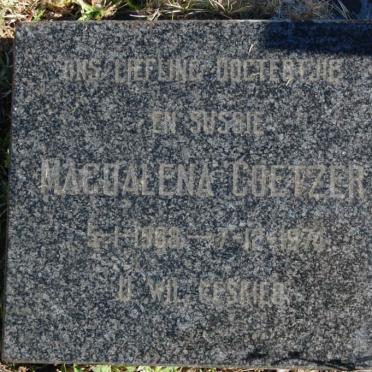 ONS LIEFLING DOGTERTJIE
EN SUSSIE
MAGDALENA COETZER
U WIL GESKIED